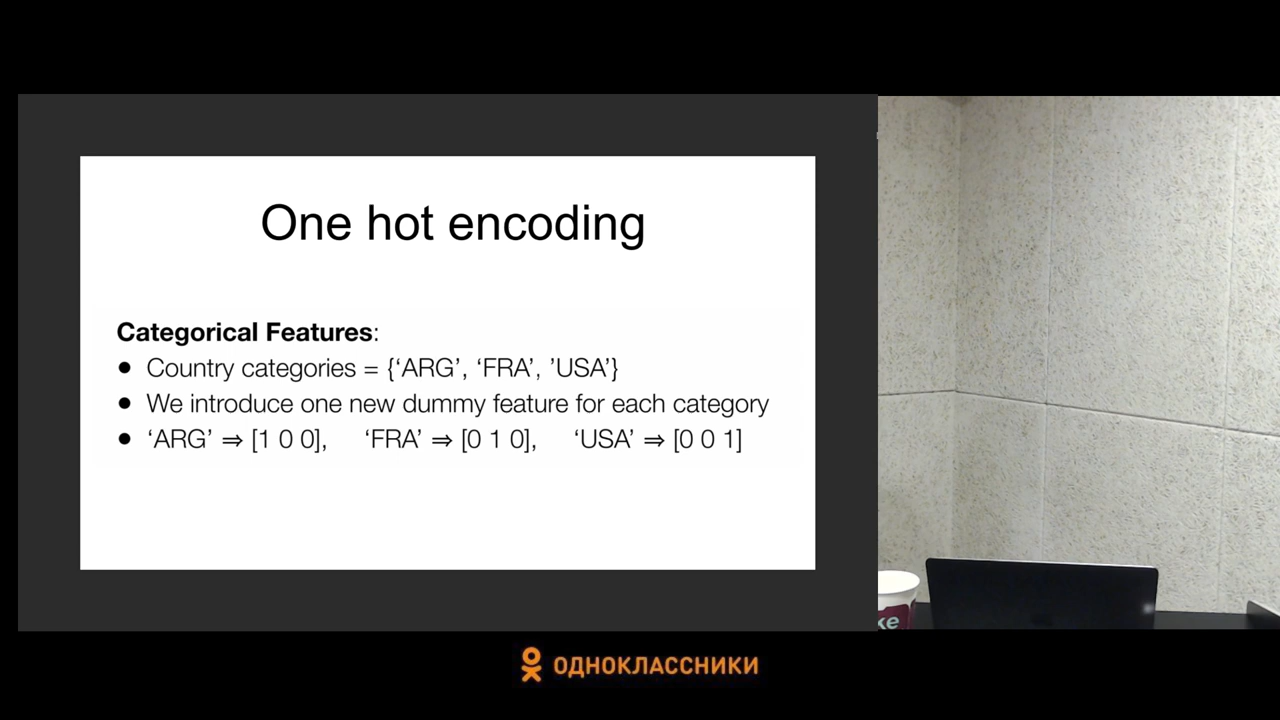 One hot encoding
Categorical Features:
● Country categories = {‘ARG’, ‘FRA’, ’USA’}
● We introduce one new dummy feature for each category
● ‘ARG’ ⇒ [1 0 0], ‘FRA’ ⇒ [0 1 0], ‘USA’ ⇒ [0 0 1]
ke
ОДНОКЛАССНИКИ